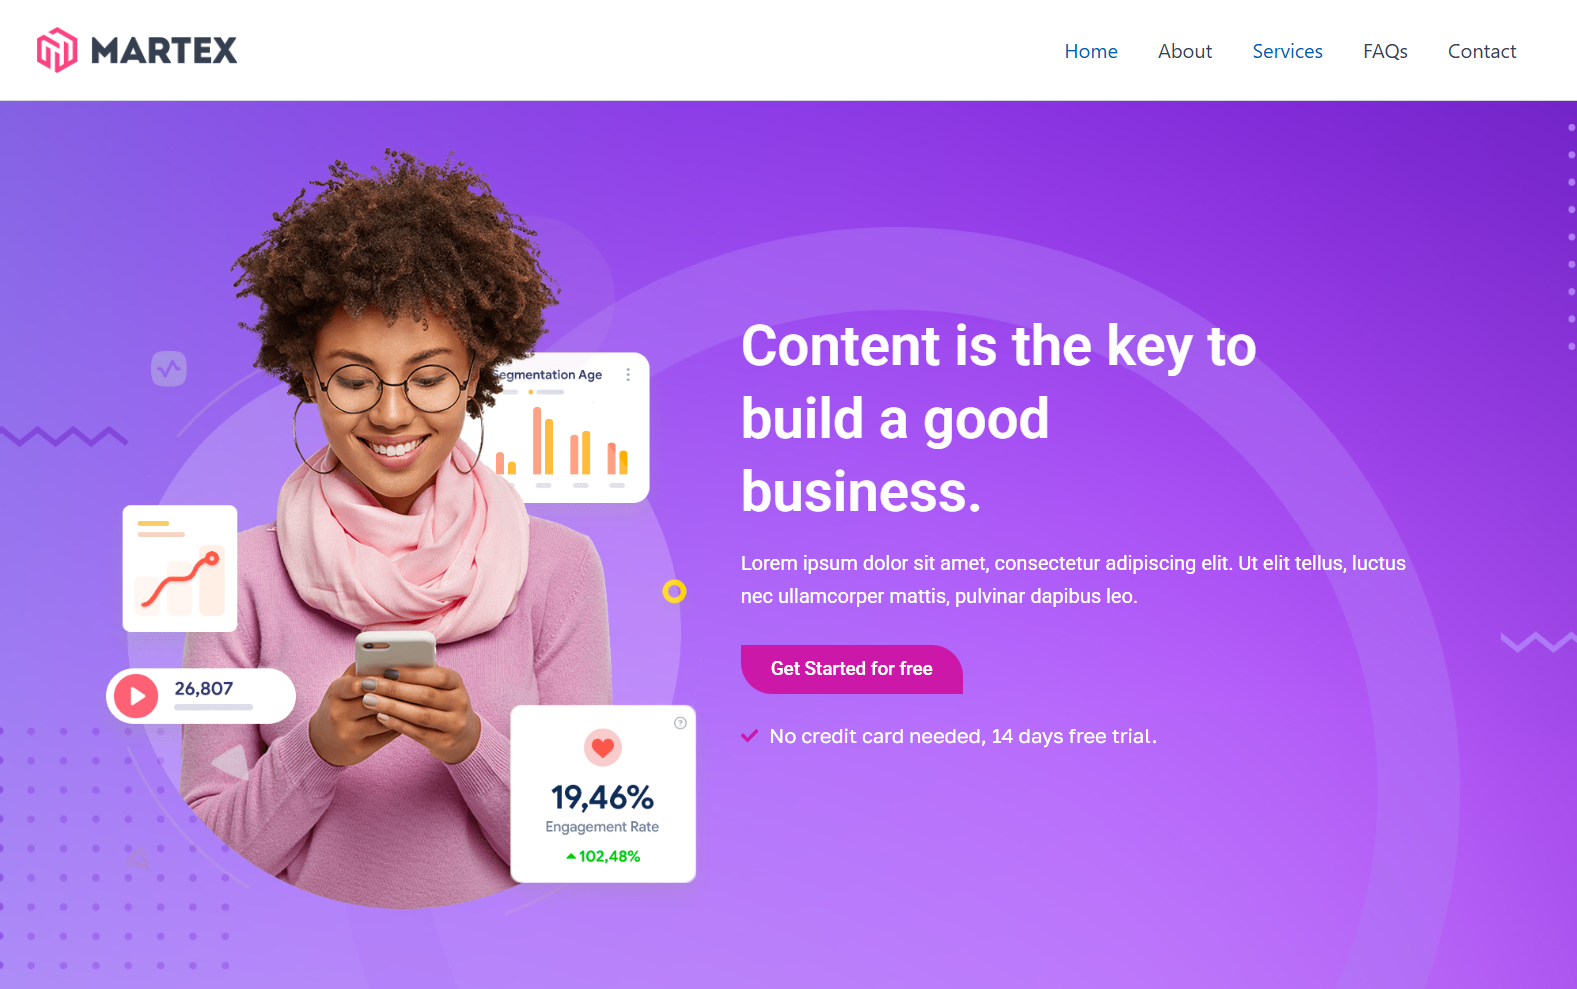 MARTEX
Home About Services FAQs Contact
Segmentation Age
Content is the key to
build a good
business.
Lorem ipsum dolor sit amet, consectetur adipiscing elit. Ut elit tellus, luctus
nec ullamcorper mattis, pulvinar dapibus leo.
Get Started for free
26,807
No credit card needed, 14 days free trial.
?
19,46%
Engagement Rate
102,48%